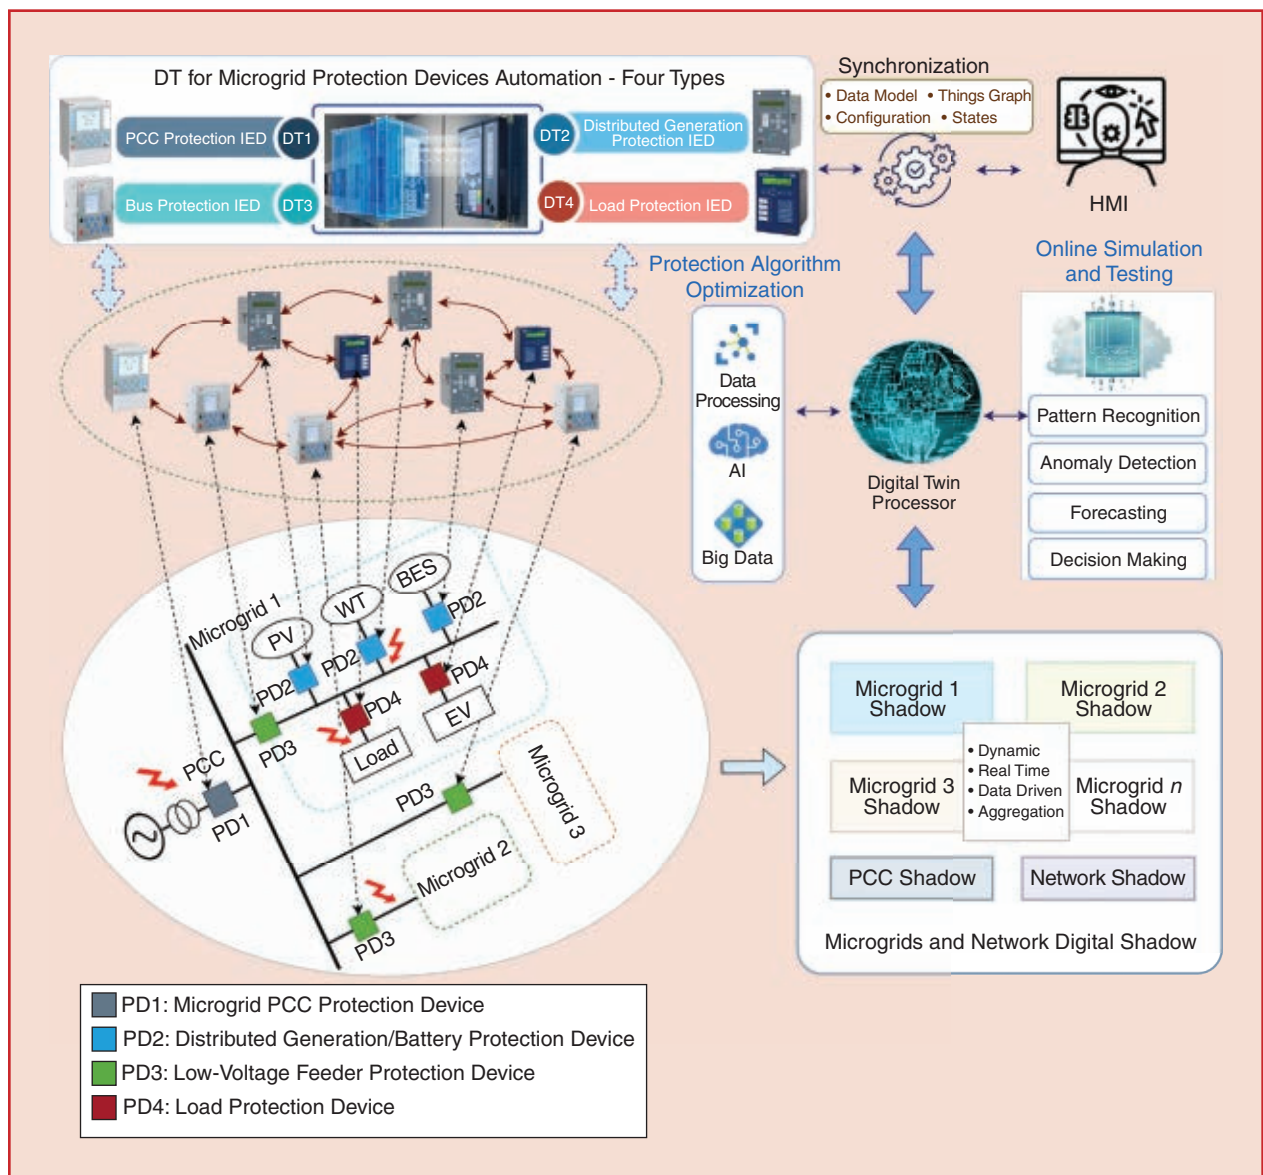 DT for Microgrid Protection Devices Automation - Four Types
PCC Protection IED
DT1
DT2
Distributed Generation
Protection IED
Bus Protection IED
DT3
DT4
Load Protection IED
Synchronization
• Data Model • Things Graph
• Configuration • States
HMI
Protection Algorithm
Optimization
Data
Processing
AI
Big Data
Digital Twin
Processor
Online Simulation
and Testing
Pattern Recognition
Anomaly Detection
Forecasting
Decision Making
Microgrid 1
PV
WT
BES
PD2
PD2
PD2
PD4
PD4
EV
Load
PD3
PCC
PD1
PD3
Microgrid 3
Microgrid 2
PD3
Microgrid 1
Shadow
Microgrid 2
Shadow
Microgrid 3
Shadow
• Dynamic
• Real Time
• Data Driven
• Aggregation
Microgrid n
Shadow
PCC Shadow
Network Shadow
Microgrids and Network Digital Shadow
PD1: Microgrid PCC Protection Device
PD2: Distributed Generation/Battery Protection Device
PD3: Low-Voltage Feeder Protection Device
PD4: Load Protection Device